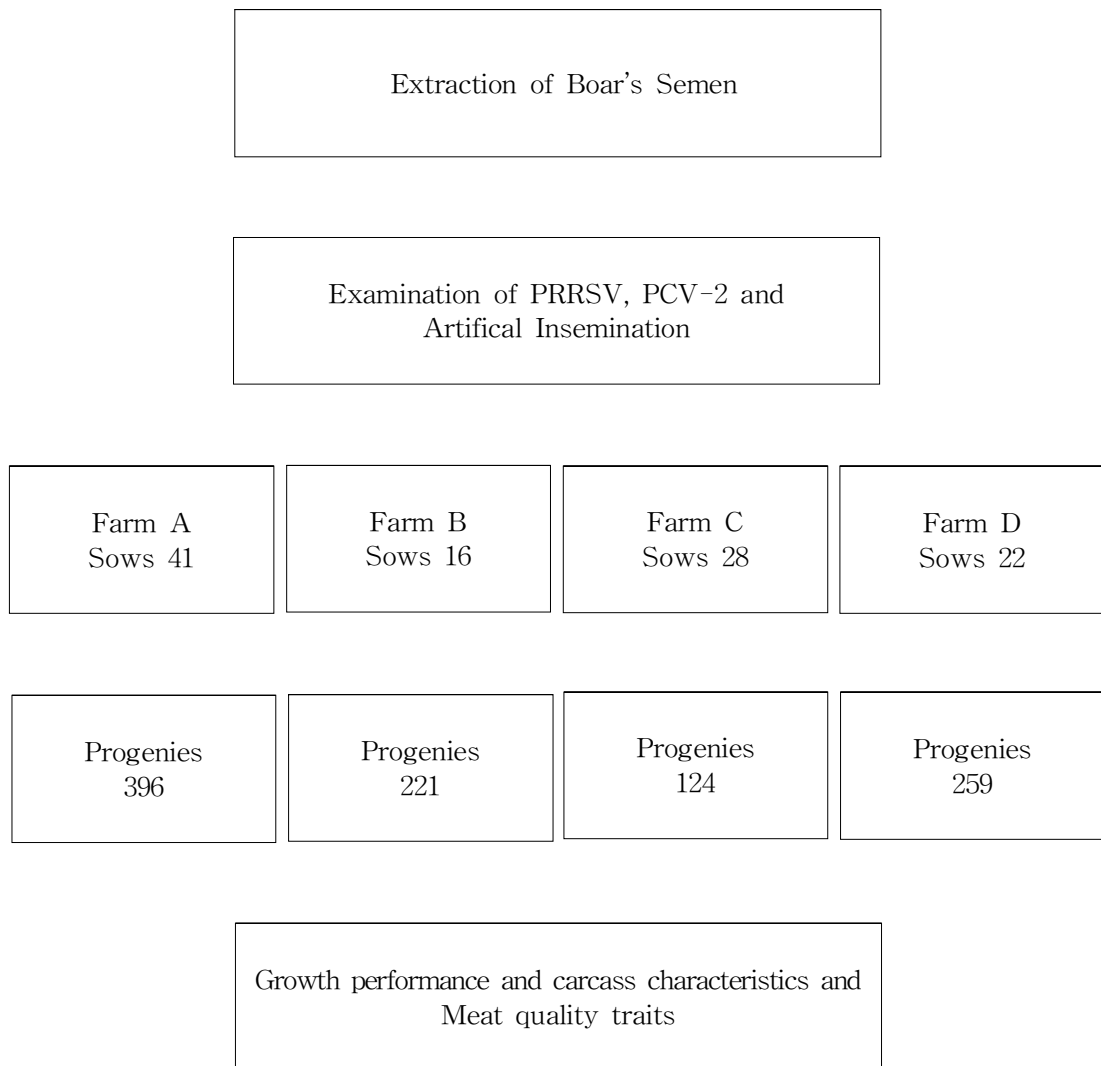 Extraction of Boar's Semen
Examination of PRRSV, PCV-2 and
Artifical Insemination
Farm A
Sows 41
Farm B
Sows 16
Farm C
Sows 28
Farm D
Sows 22
Progenies
396
Progenies
221
Progenies
124
Progenies
259
Growth performance and carcass characteristics and
Meat quality traits